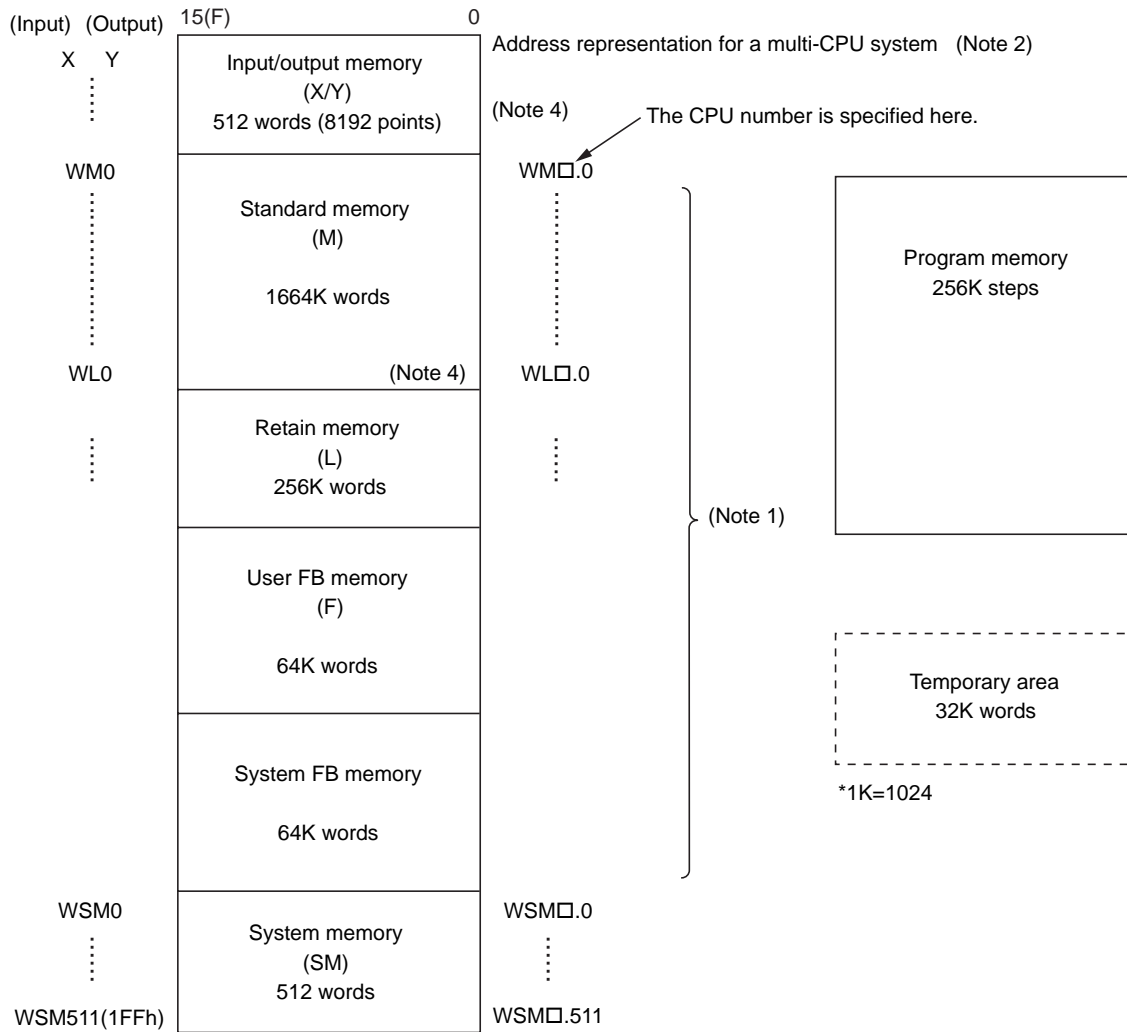 (Input) (Output) 15(F) 0
X Y
Address representation for a multi-CPU system (Note 2)
Input/output memory
(X/Y)
512 words (8192 points)
(Note 4)
The CPU number is specified here.
WM0
WM□.0
Standard memory
(M)
1664K words
Program memory
256K steps
WL0
(Note 4)
WL□.0
Retain memory
(L)
256K words
(Note 1)
User FB memory
(F)
64K words
Temporary area
32K words
System FB memory
64K words
*1K=1024
WSM0
WSM□.0
System memory
(SM)
512 words
WSM511(1FFh)
WSM□.511